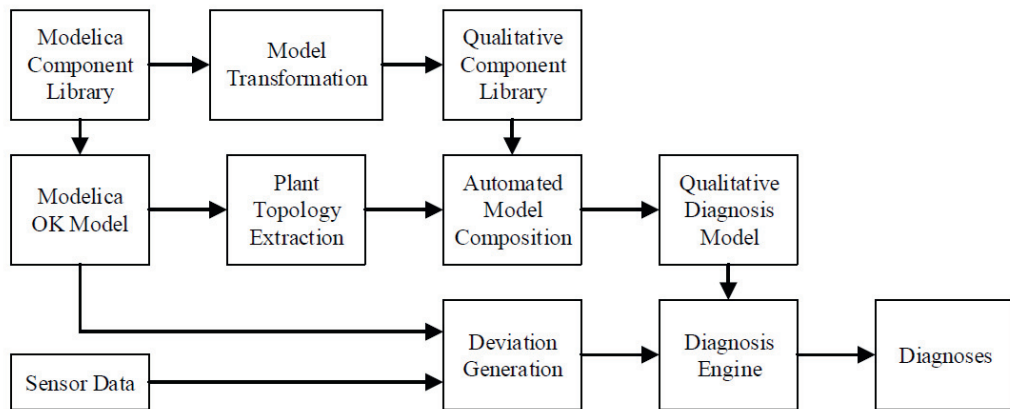 Modelica
Component
Library
Model
Transformation
Qualitative
Component
Library
Modelica
OK Model
Plant
Topology
Extraction
Automated
Model
Composition
Qualitative
Diagnosis
Model
Sensor Data
Deviation
Generation
Diagnosis
Engine
Diagnoses